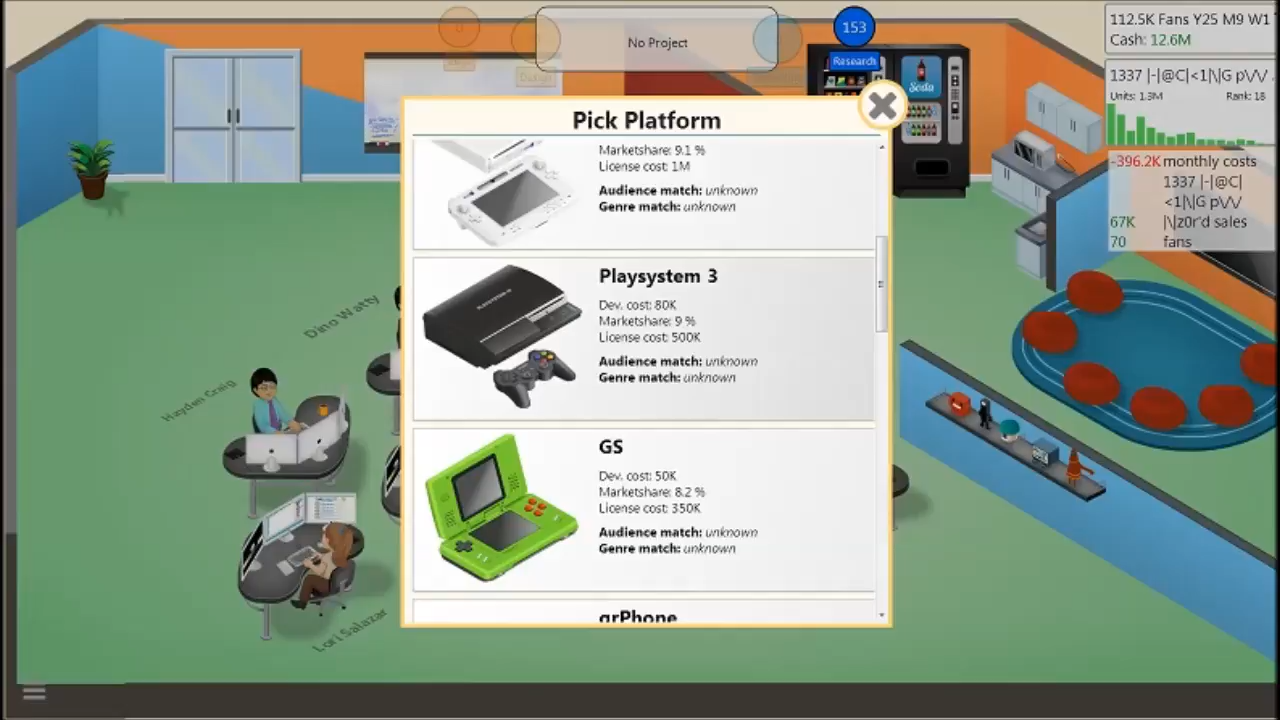 No Project
153
Research
Soda
112.5K Fans Y25 M9 W1
Cash: 12.6M
1337 |-|@C|<1|\|G p\/\/ .
Units: 1.3M
Rank: 18
-396.2K monthly costs
1337 |-|@C|
<1|\|G p\/\/
67K |\|z0r'd sales
70 fans
Pick Platform
Marketshare: 9.1 %
License cost: 1M
Audience match: unknown
Genre match: unknown
Playsystem 3
Dev. cost: 80K
Marketshare: 9 %
License cost: 500K
Audience match: unknown
Genre match: unknown
GS
Dev. cost: 50K
Marketshare: 8.2 %
License cost: 350K
Audience match: unknown
Genre match: unknown
grPhone
Dino Watty
Hayden Craig
Lori Salazar